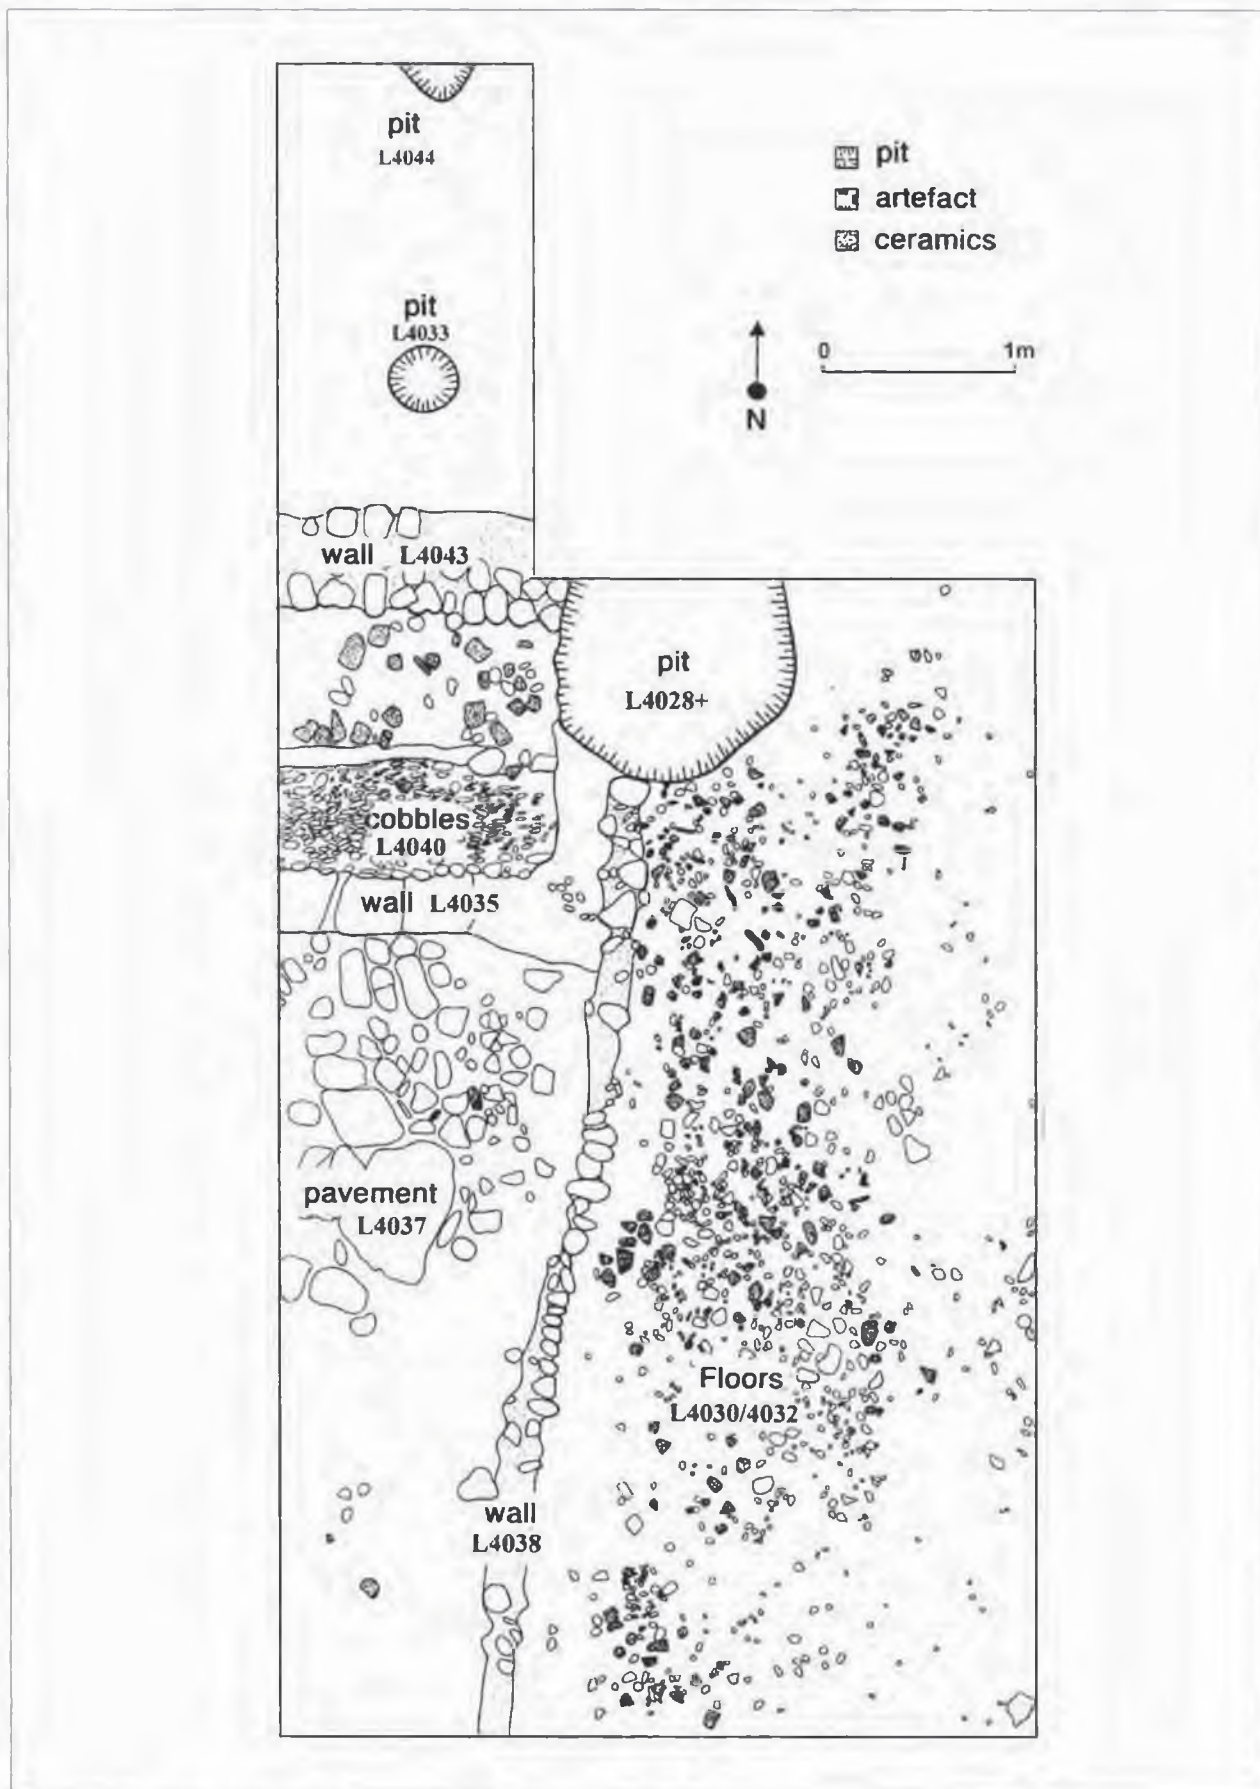 pit
L4044
pit
artefact
ceramics
pit
L4033
0 1m
N
wall L4043
pit
L4028+
cobbles
L4040
wall L4035
pavement
L4037
Floors
L4030/4032
wall
L4038